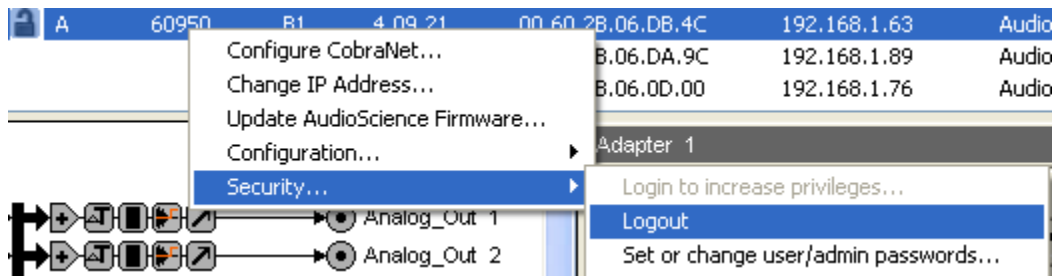 A 60950 B1 4.09.21 00.60.2B.06.DB.4C 192.168.1.63 Audio
B.06.DA.9C 192.168.1.89 Audio
B.06.0D.00 192.168.1.76 Audio
Configure CobraNet...
Change IP Address...
Update AudioScience Firmware...
Configuration...
Security...
Adapter 1
Login to increase privileges...
Logout
Set or change user/admin passwords...
Analog_Out 1
Analog_Out 2